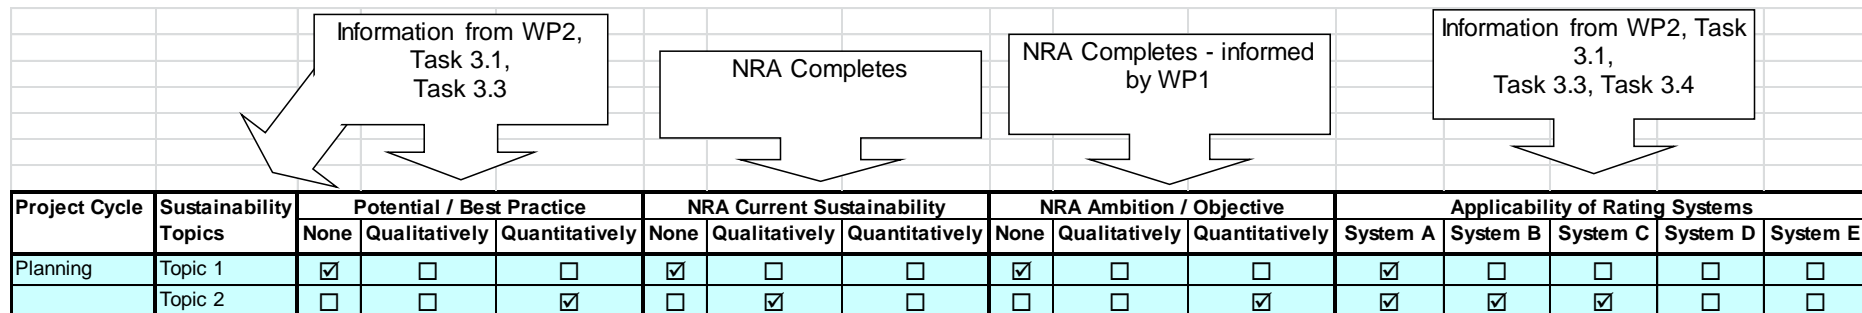 Information from WP2,
Task 3.1,
Task 3.3
NRA Completes
NRA Completes - informed
by WP1
Information from WP2, Task
3.1,
Task 3.3, Task 3.4
Project Cycle Sustainability Potential / Best Practice NRA Current Sustainability NRA Ambition / Objective Applicability of Rating Systems
Topics None Qualitatively Quantitatively None Qualitatively Quantitatively None Qualitatively Quantitatively System A System B System C System D System E
Planning Topic 1 ☑ ☐ ☐ ☑ ☐ ☐ ☑ ☐ ☐ ☑ ☐ ☐ ☐ ☐
Topic 2 ☐ ☐ ☑ ☐ ☑ ☐ ☐ ☐ ☑ ☑ ☑ ☑ ☐ ☐